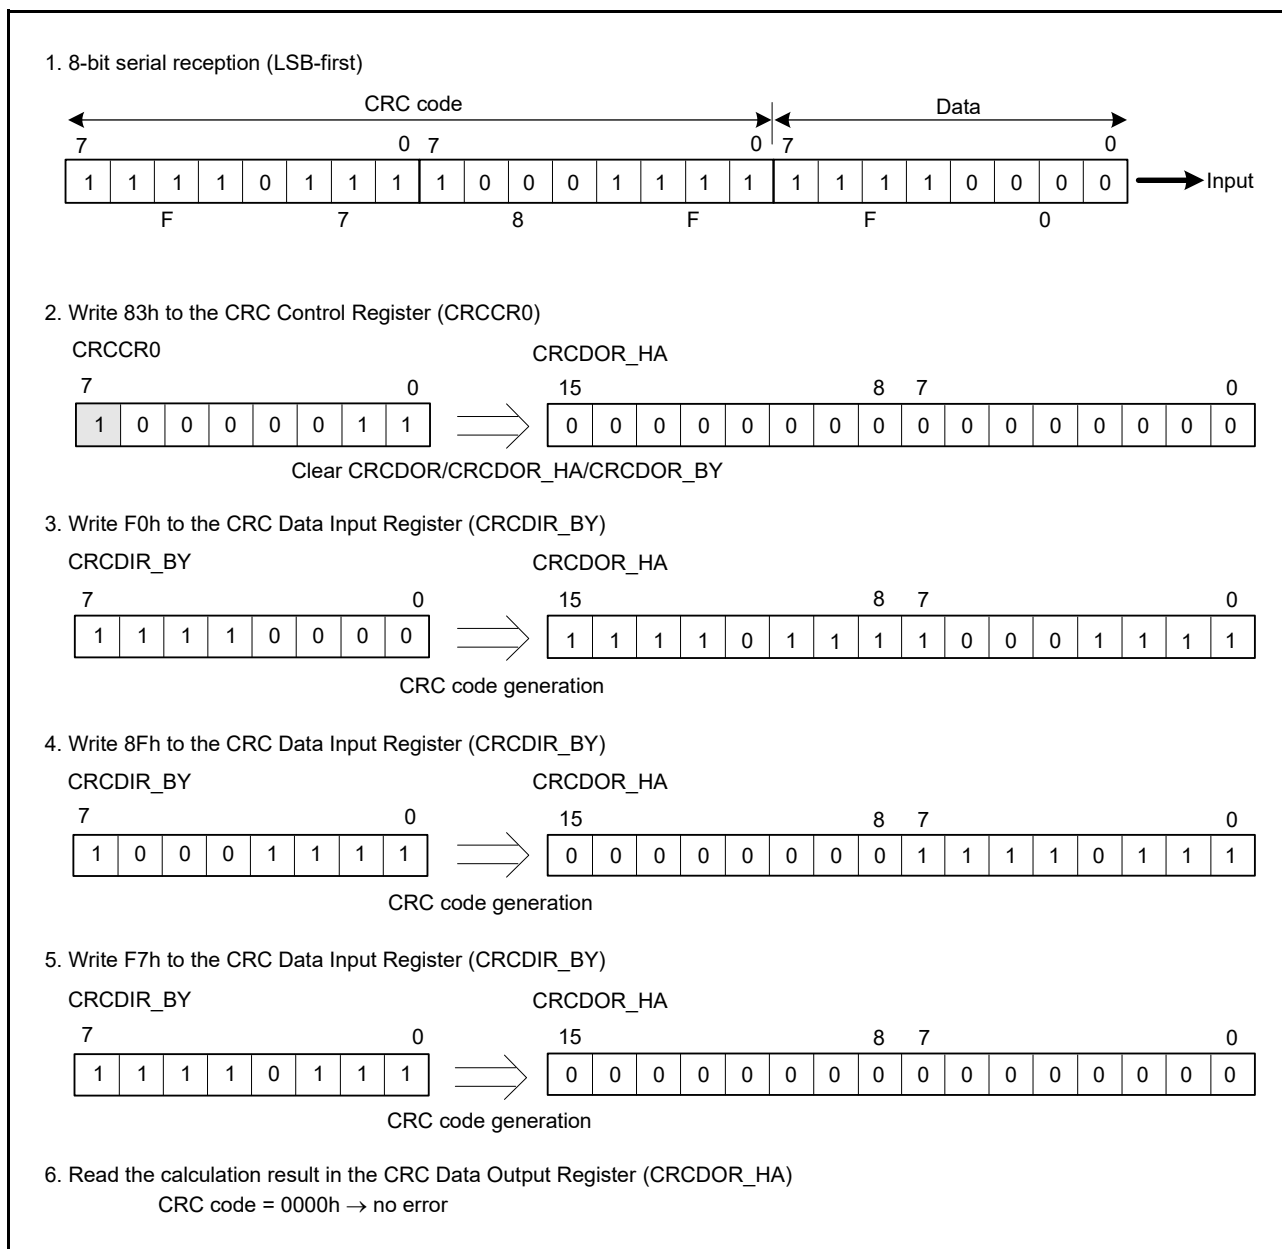 1. 8-bit serial reception (LSB-first)
CRC code Data
7 0 7 0 7 0
1 1 1 1 0 1 1 1 1 0 0 0 1 1 1 1 1 1 1 1 0 0 0 0 Input
F 7 8 F F 0
2. Write 83h to the CRC Control Register (CRCCR0)
CRCCR0 CRCDOR_HA
7 0 15 8 7 0
1 0 0 0 0 0 1 1 0 0 0 0 0 0 0 0 0 0 0 0 0 0 0 0
Clear CRCDOR/CRCDOR_HA/CRCDOR_BY
3. Write F0h to the CRC Data Input Register (CRCDIR_BY)
CRCDIR_BY CRCDOR_HA
7 0 15 8 7 0
1 1 1 1 0 0 0 0 1 1 1 1 0 1 1 1 1 0 0 0 1 1 1 1
CRC code generation
4. Write 8Fh to the CRC Data Input Register (CRCDIR_BY)
CRCDIR_BY CRCDOR_HA
7 0 15 8 7 0
1 0 0 0 1 1 1 1 0 0 0 0 0 0 0 0 1 1 1 1 0 1 1 1
CRC code generation
5. Write F7h to the CRC Data Input Register (CRCDIR_BY)
CRCDIR_BY CRCDOR_HA
7 0 15 8 7 0
1 1 1 1 0 1 1 1 0 0 0 0 0 0 0 0 0 0 0 0 0 0 0 0
CRC code generation
6. Read the calculation result in the CRC Data Output Register (CRCDOR_HA)
CRC code = 0000h → no error